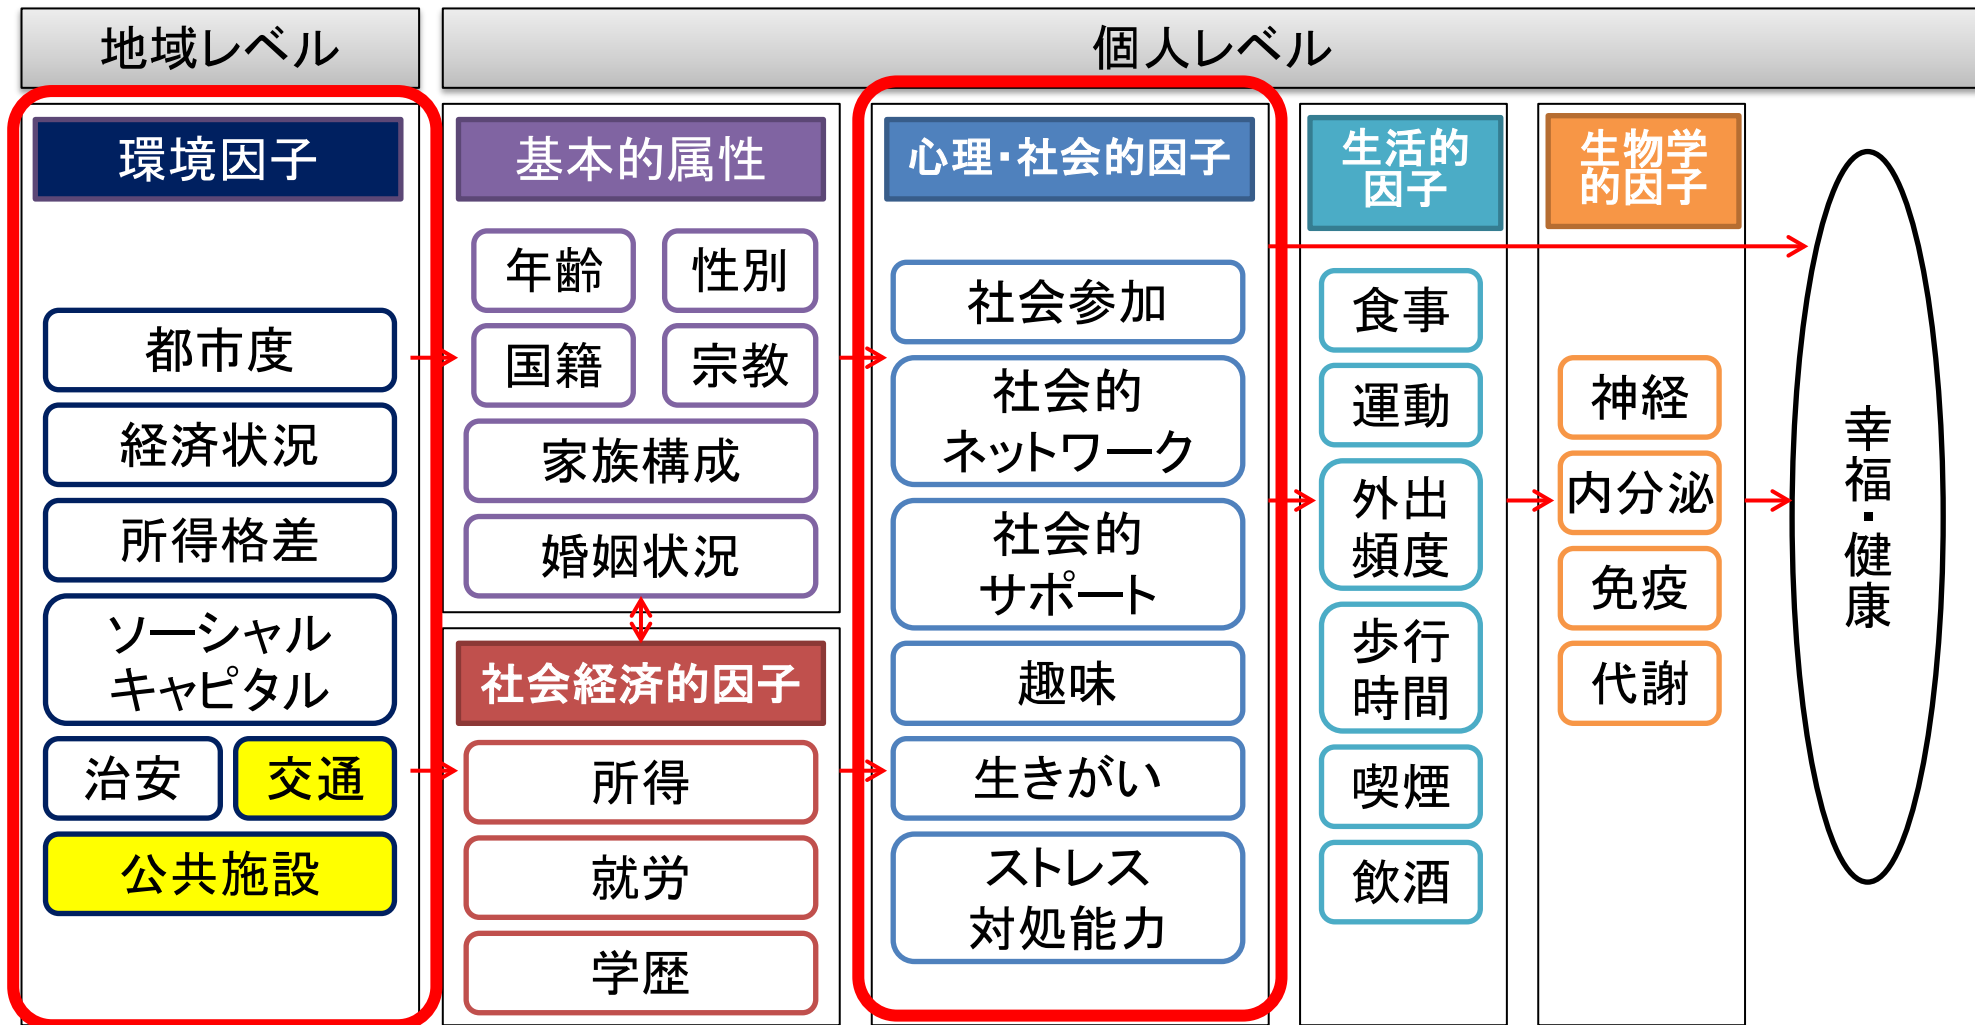 地域レベル
個人レベル
環境因子
都市度
経済状況
所得格差
ソーシャル
キャピタル
治安
交通
公共施設
基本的属性
年齢
性別
国籍
宗教
家族構成
婚姻状況
社会経済的因子
所得
就労
学歴
心理・社会的因子
社会参加
社会的
ネットワーク
社会的
サポート
趣味
生きがい
ストレス
対処能力
生活的
因子
食事
運動
外出
頻度
歩行
時間
喫煙
飲酒
生物学
的因子
神経
内分泌
免疫
代謝
幸福・健康